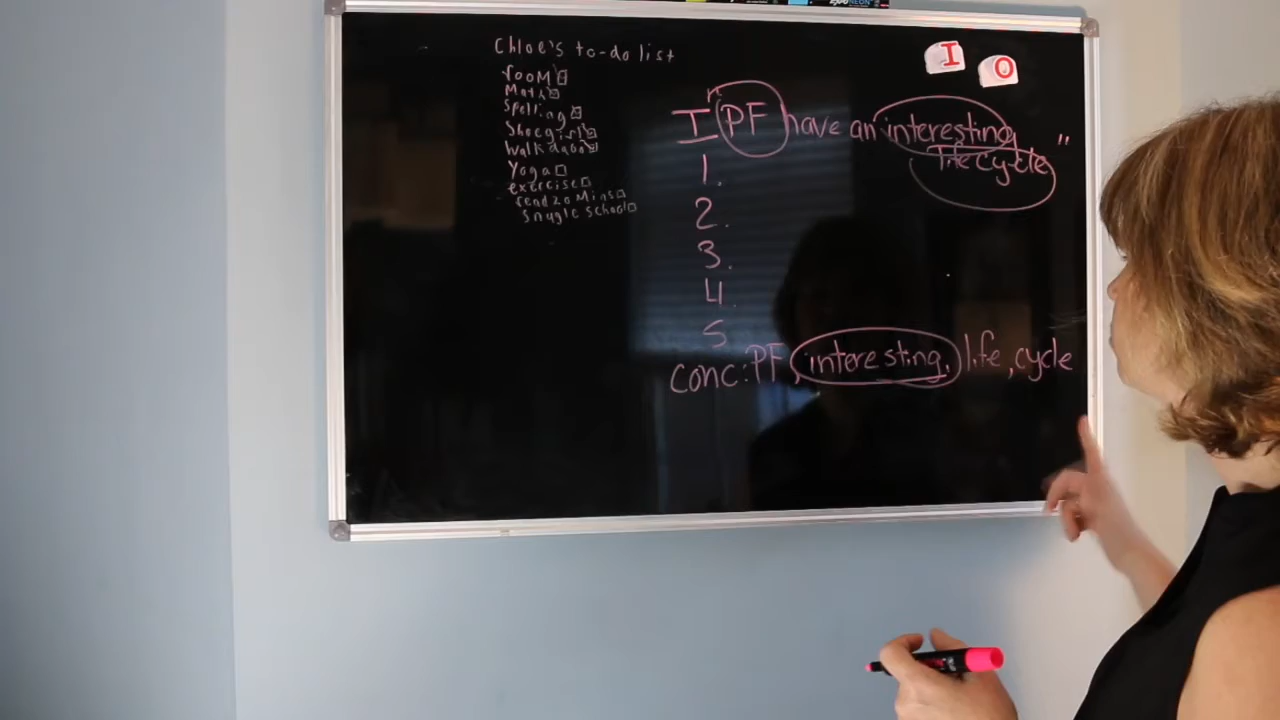 Chloe's to-do list
room
Math
Spelling
walk dog
Yoga
exercise
read 20 Mins
Snugle School
I O
I PF have an interesting "
life cycle
1.
2.
3.
4.
5
conc: PF, interesting, life, cycle